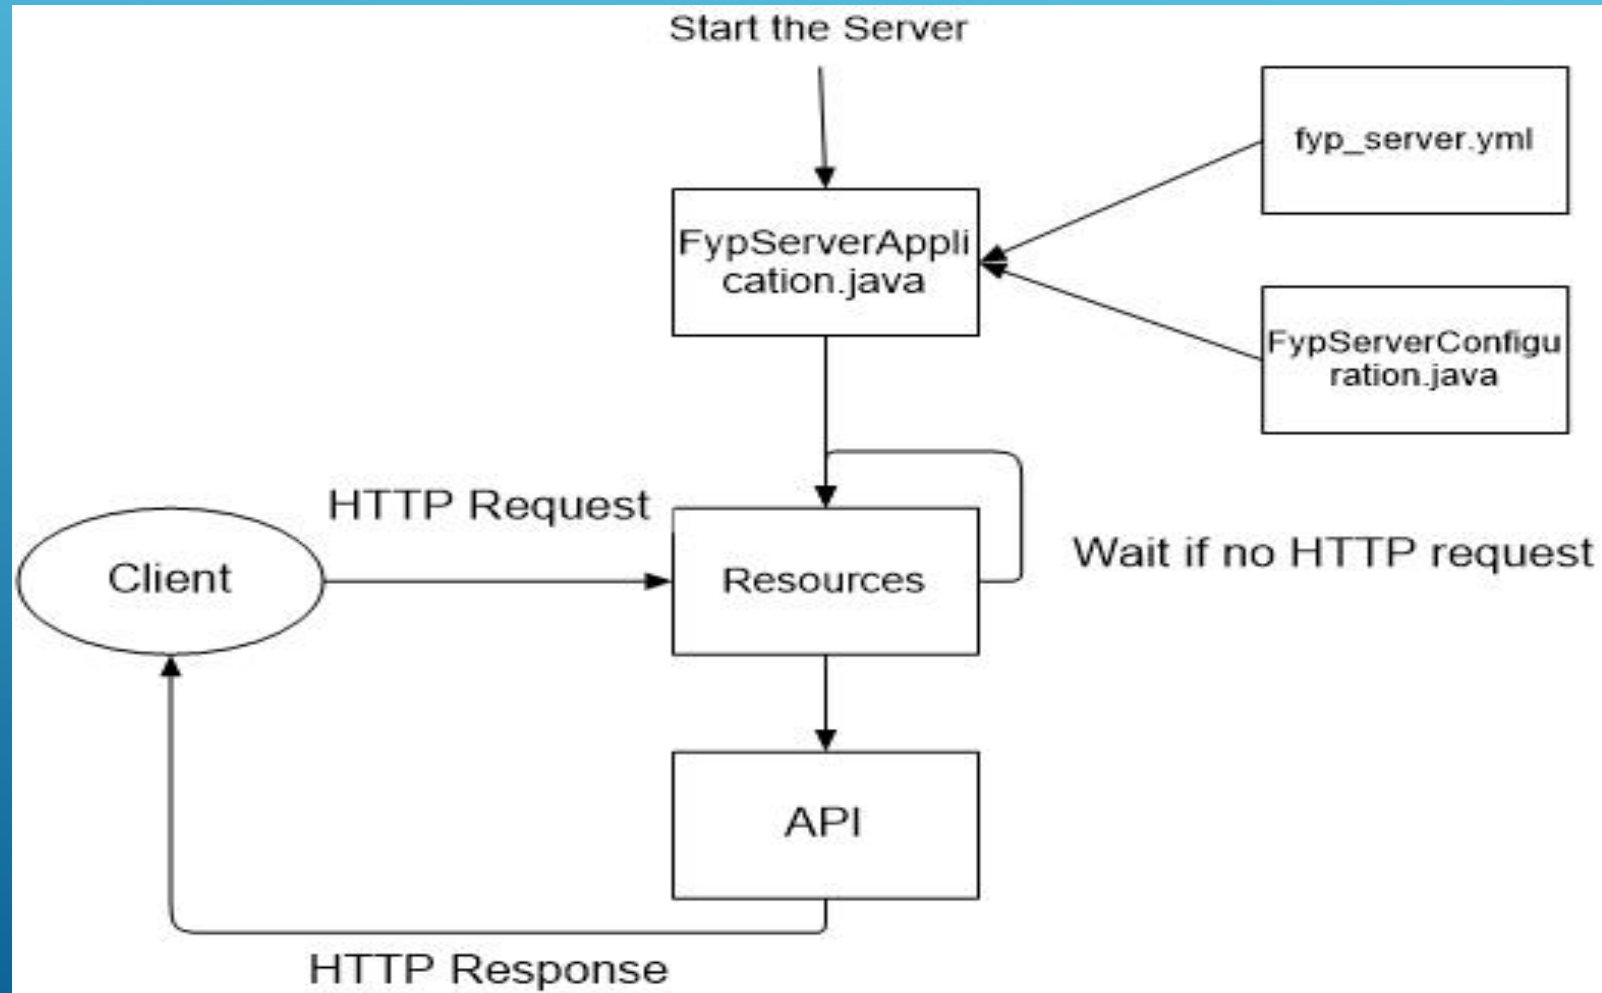 Start the Server
fyp_server.yml
FypServerAppli
cation.java
FypServerConfigu
ration.java
HTTP Request
Wait if no HTTP request
Client
Resources
API
HTTP Response